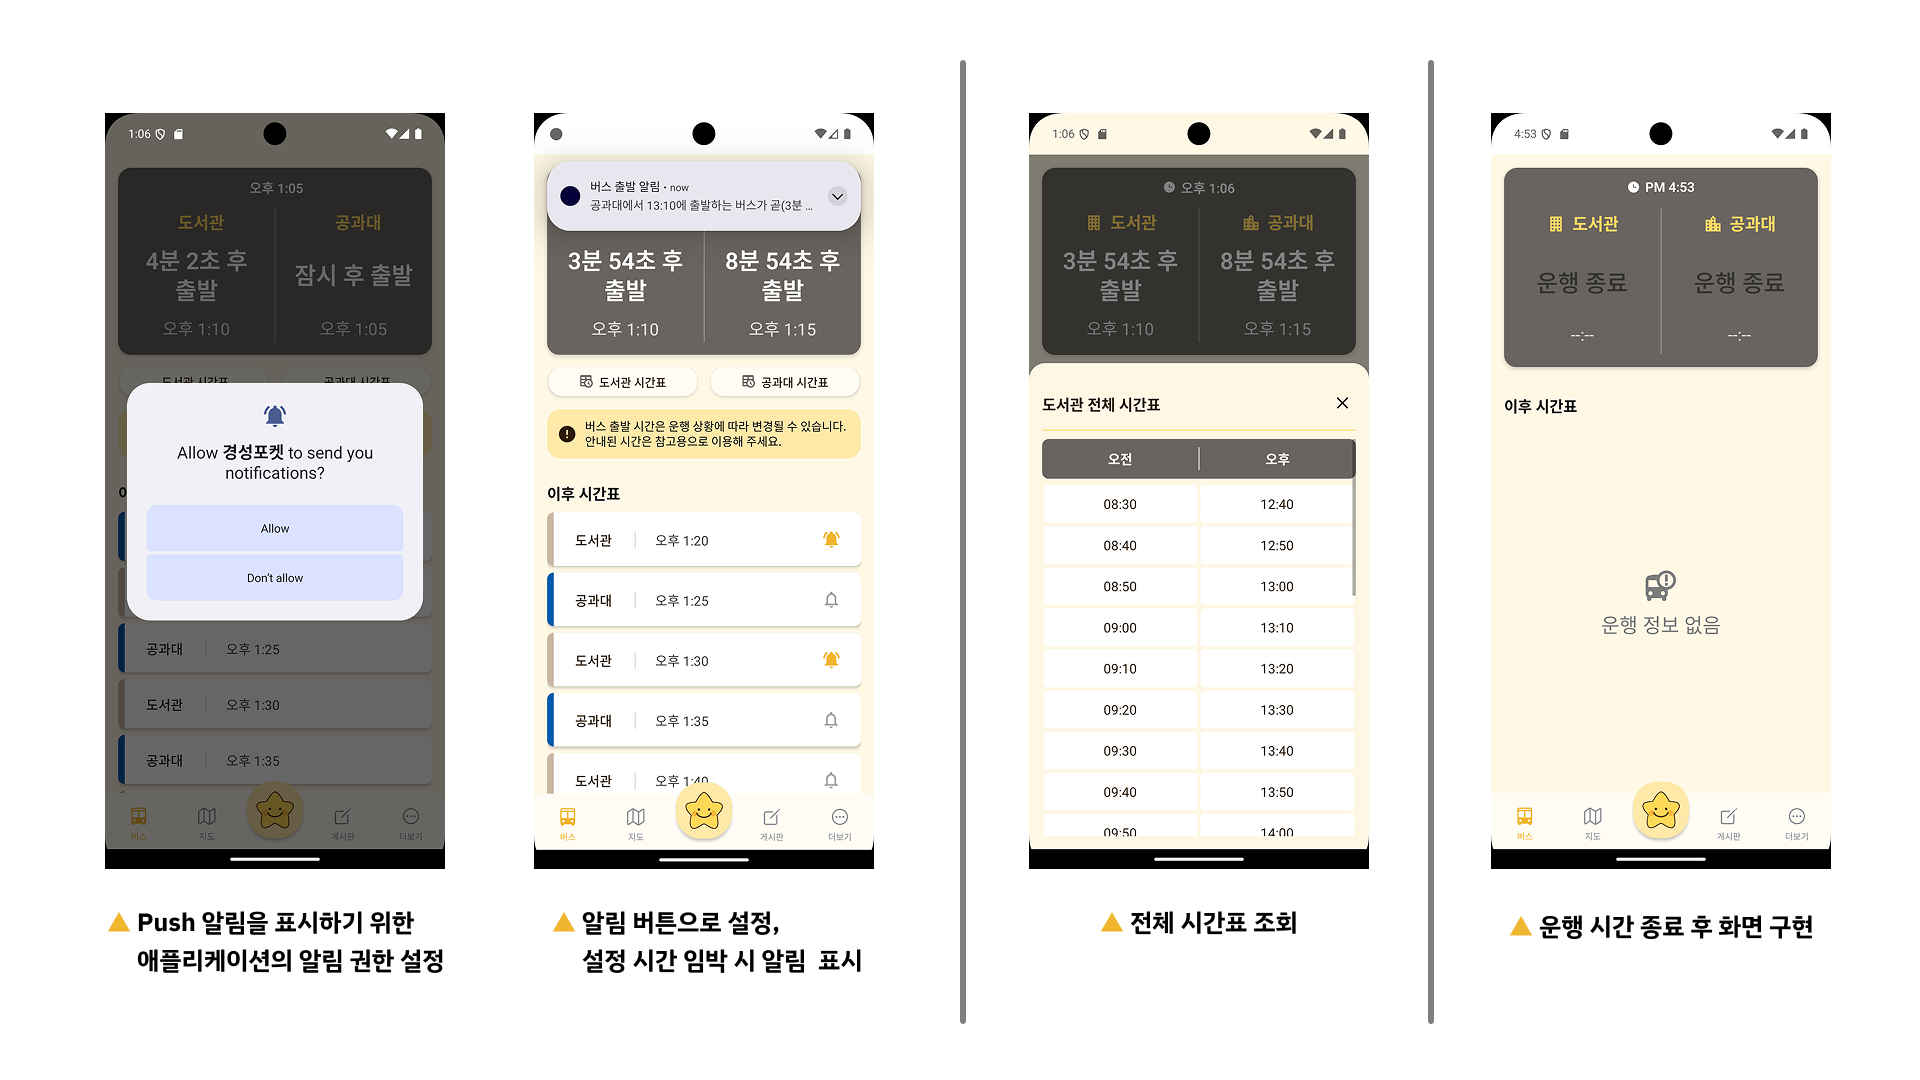 1:06
오후 1:05
도서관
공과대
4분 2초 후
출발
잠시 후 출발
오후 1:10
오후 1:05
도서관 시간표
공과대 시간표
Allow 경성포켓 to send you
notifications?
Allow
Don't allow
공과대
오후 1:25
도서관
오후 1:30
공과대
오후 1:35
버스
지도
게시판
더보기
▲ Push 알림을 표시하기 위한
애플리케이션의 알림 권한 설정
버스 출발 알림 • now
공과대에서 13:10에 출발하는 버스가 곧(3분 ...
3분 54초 후
출발
8분 54초 후
출발
오후 1:10
오후 1:15
도서관 시간표
공과대 시간표
버스 출발 시간은 운행 상황에 따라 변경될 수 있습니다.
안내된 시간은 참고용으로 이용해 주세요.
이후 시간표
도서관
오후 1:20
공과대
오후 1:25
도서관
오후 1:30
공과대
오후 1:35
도서관
오후 1:40
버스
지도
게시판
더보기
▲ 알림 버튼으로 설정,
설정 시간 임박 시 알림 표시
1:06
오후 1:06
도서관
공과대
3분 54초 후
출발
8분 54초 후
출발
오후 1:10
오후 1:15
도서관 전체 시간표
오전
오후
08:30
12:40
08:40
12:50
08:50
13:00
09:00
13:10
09:10
13:20
09:20
13:30
09:30
13:40
09:40
13:50
09:50
14:00
▲ 전체 시간표 조회
4:53
PM 4:53
도서관
공과대
운행 종료
운행 종료
--:--
--:--
이후 시간표
운행 정보 없음
버스
지도
게시판
더보기
▲ 운행 시간 종료 후 화면 구현